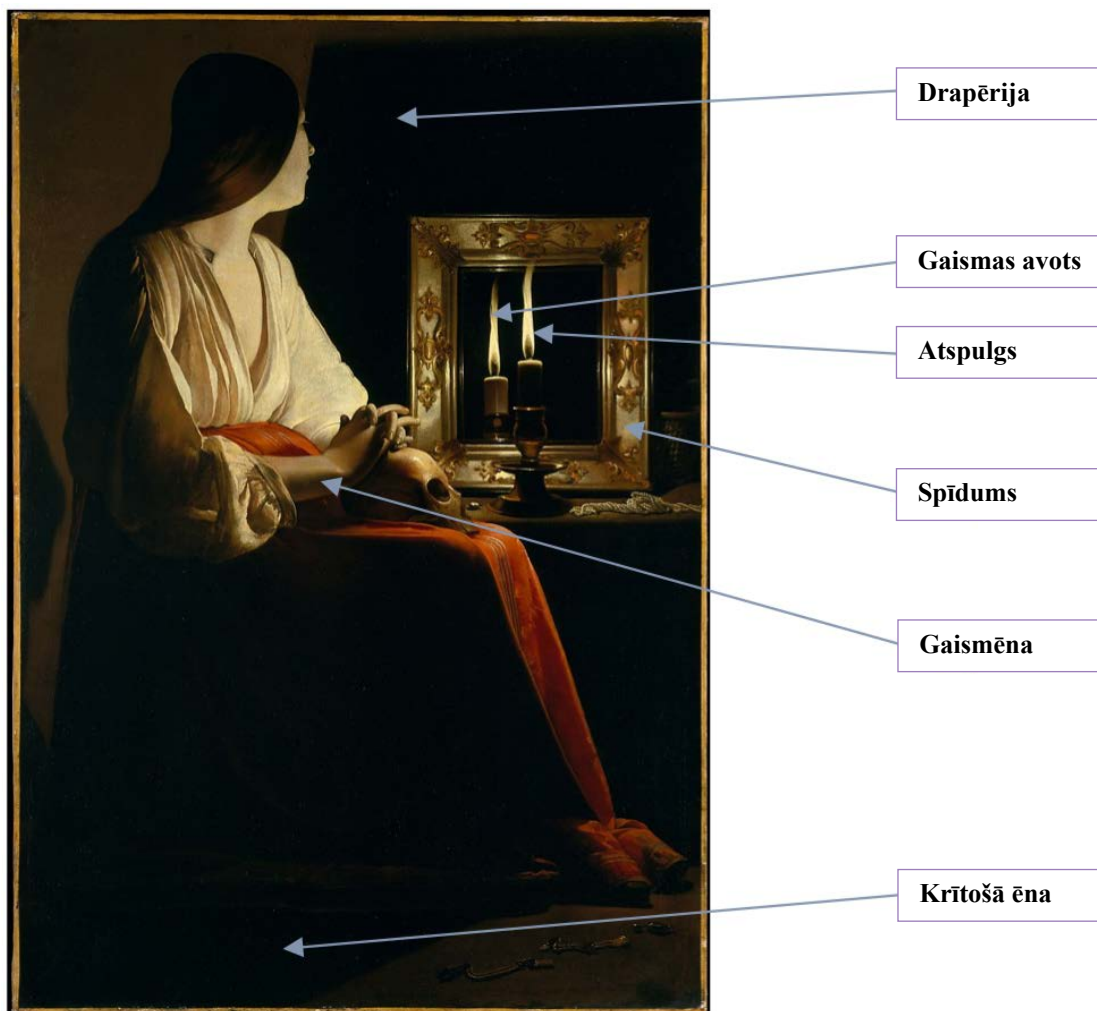 Drapērija
Gaismas avots
Atspulgs
Spīdums
Gaismēna
Krītošā ēna